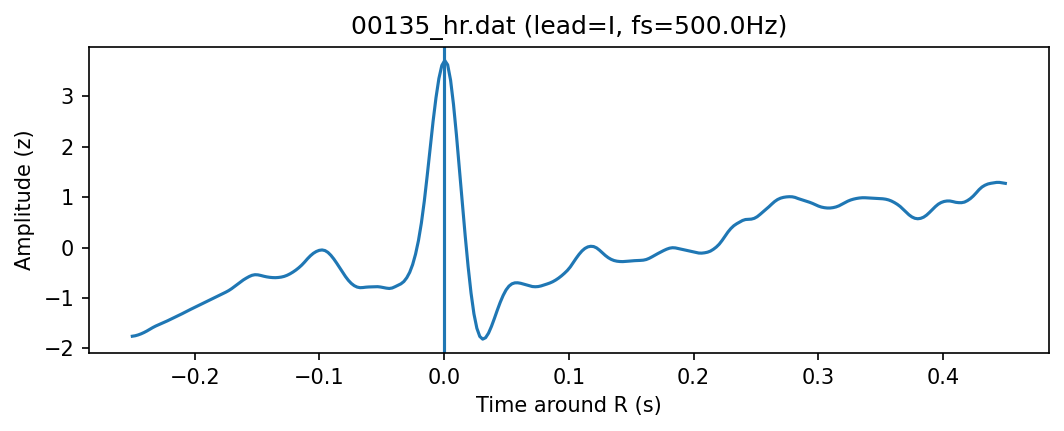 00135_hr.dat (lead=I, fs=500.0Hz)
Amplitude (z)
3
2
1
0
−1
−2
−0.2 −0.1 0.0 0.1 0.2 0.3 0.4
Time around R (s)